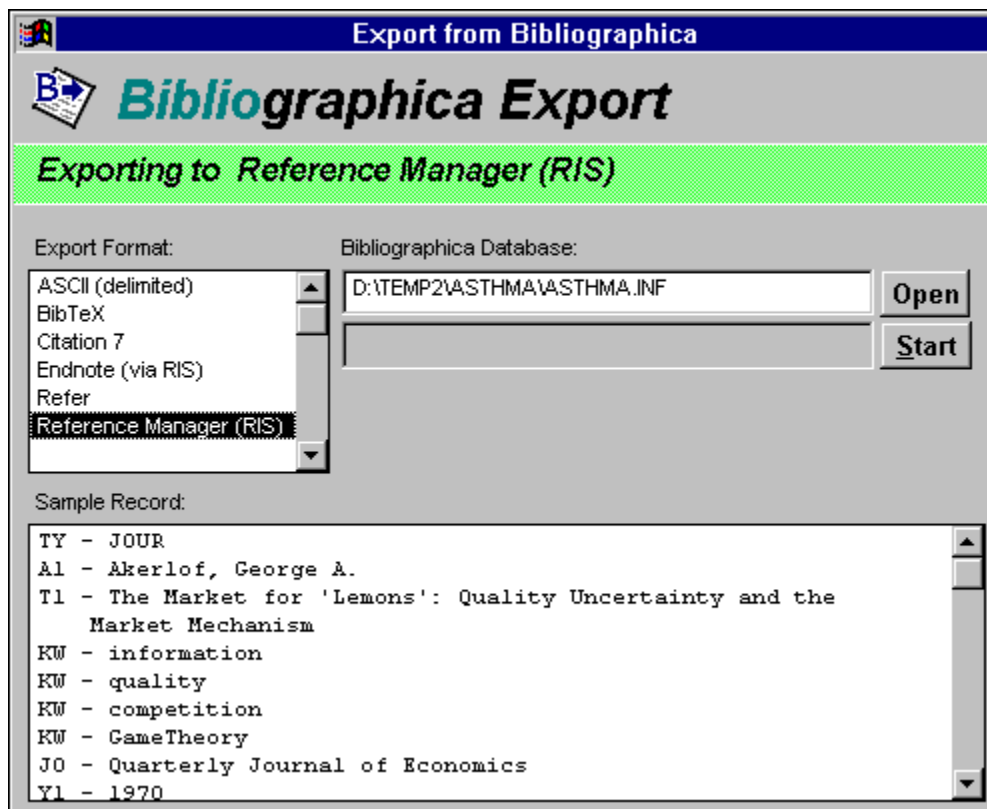 Export from Bibliographica
B
Bibliographica Export
Exporting to Reference Manager (RIS)
Export Format:
ASCII (delimited)
BibTeX
Citation 7
Endnote (via RIS)
Refer
Reference Manager (RIS)
Bibliographica Database:
D:\TEMP2\ASTHMA\ASTHMA.INF
Open
Start
Sample Record:
TY - JOUR
A1 - Akerlof, George A.
T1 - The Market for 'Lemons': Quality Uncertainty and the
Market Mechanism
KW - information
KW - quality
KW - competition
KW - GameTheory
JO - Quarterly Journal of Economics
Y1 - 1970